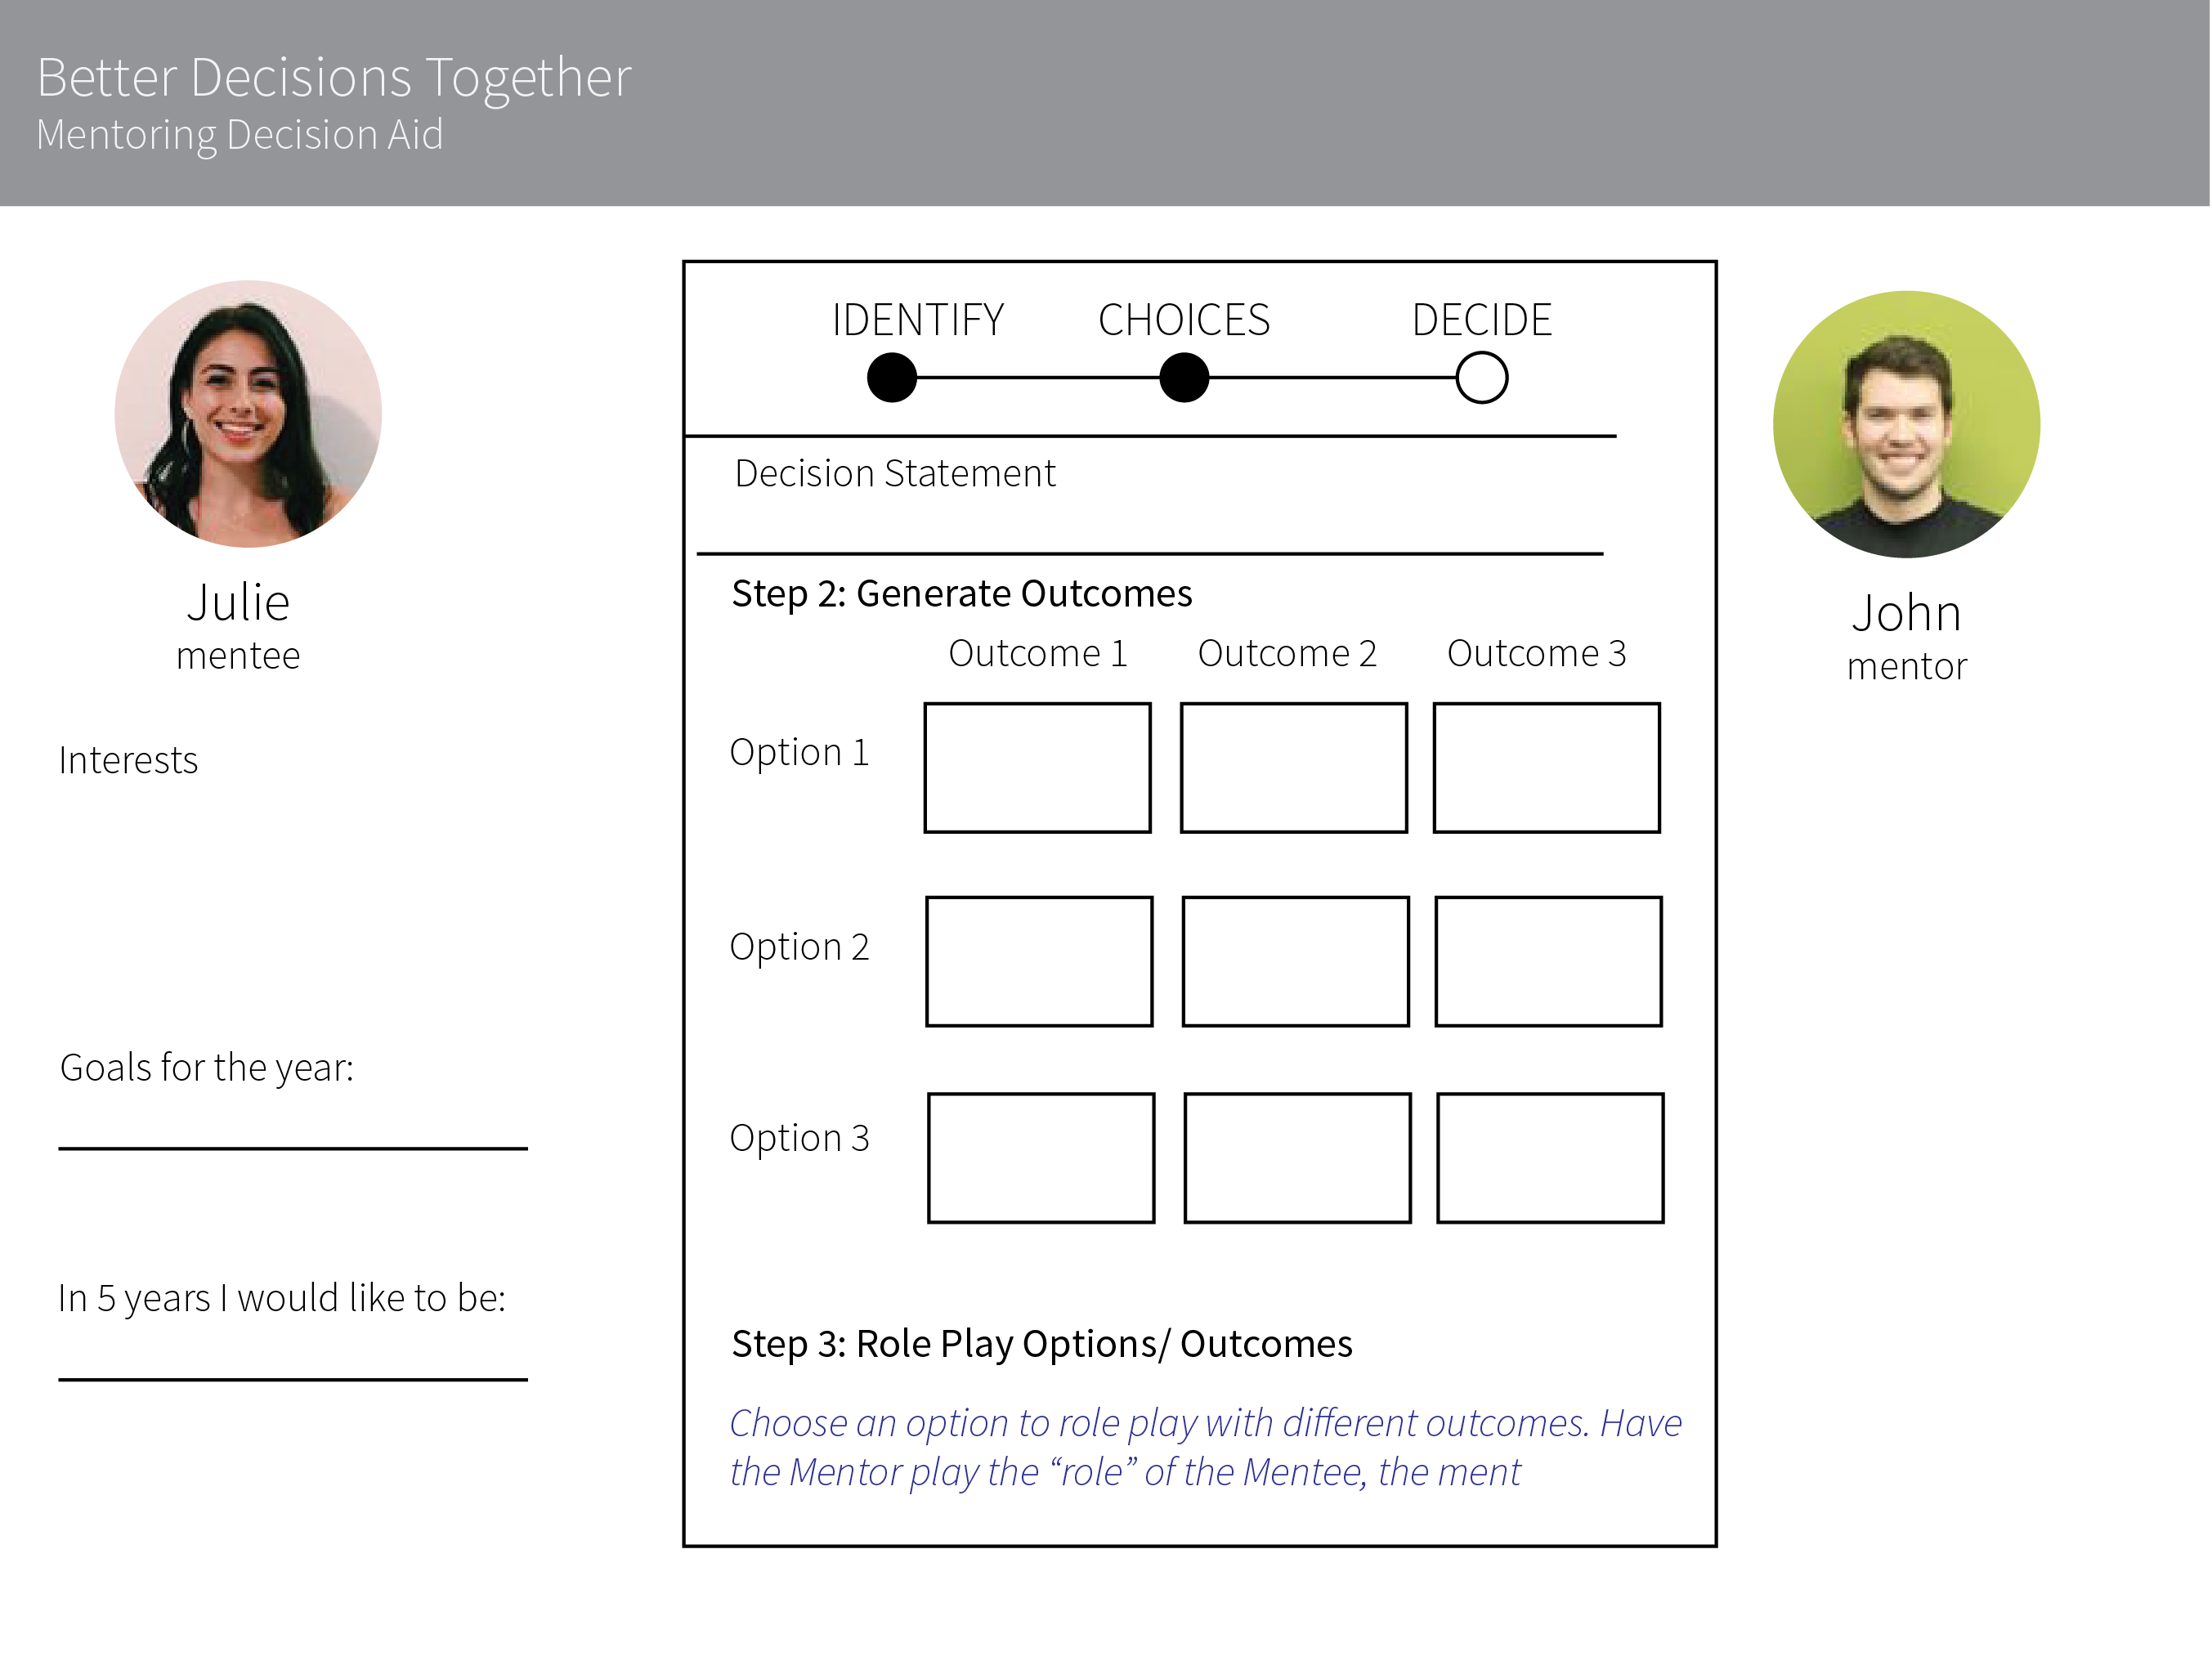 Better Decisions Together
Mentoring Decision Aid
Julie
mentee
Interests
Goals for the year:
In 5 years I would like to be:
IDENTIFY CHOICES DECIDE
Decision Statement
Step 2: Generate Outcomes
Outcome 1 Outcome 2 Outcome 3
Option 1
Option 2
Option 3
Step 3: Role Play Options/ Outcomes
Choose an option to role play with different outcomes. Have
the Mentor play the “role” of the Mentee, the ment
John
mentor